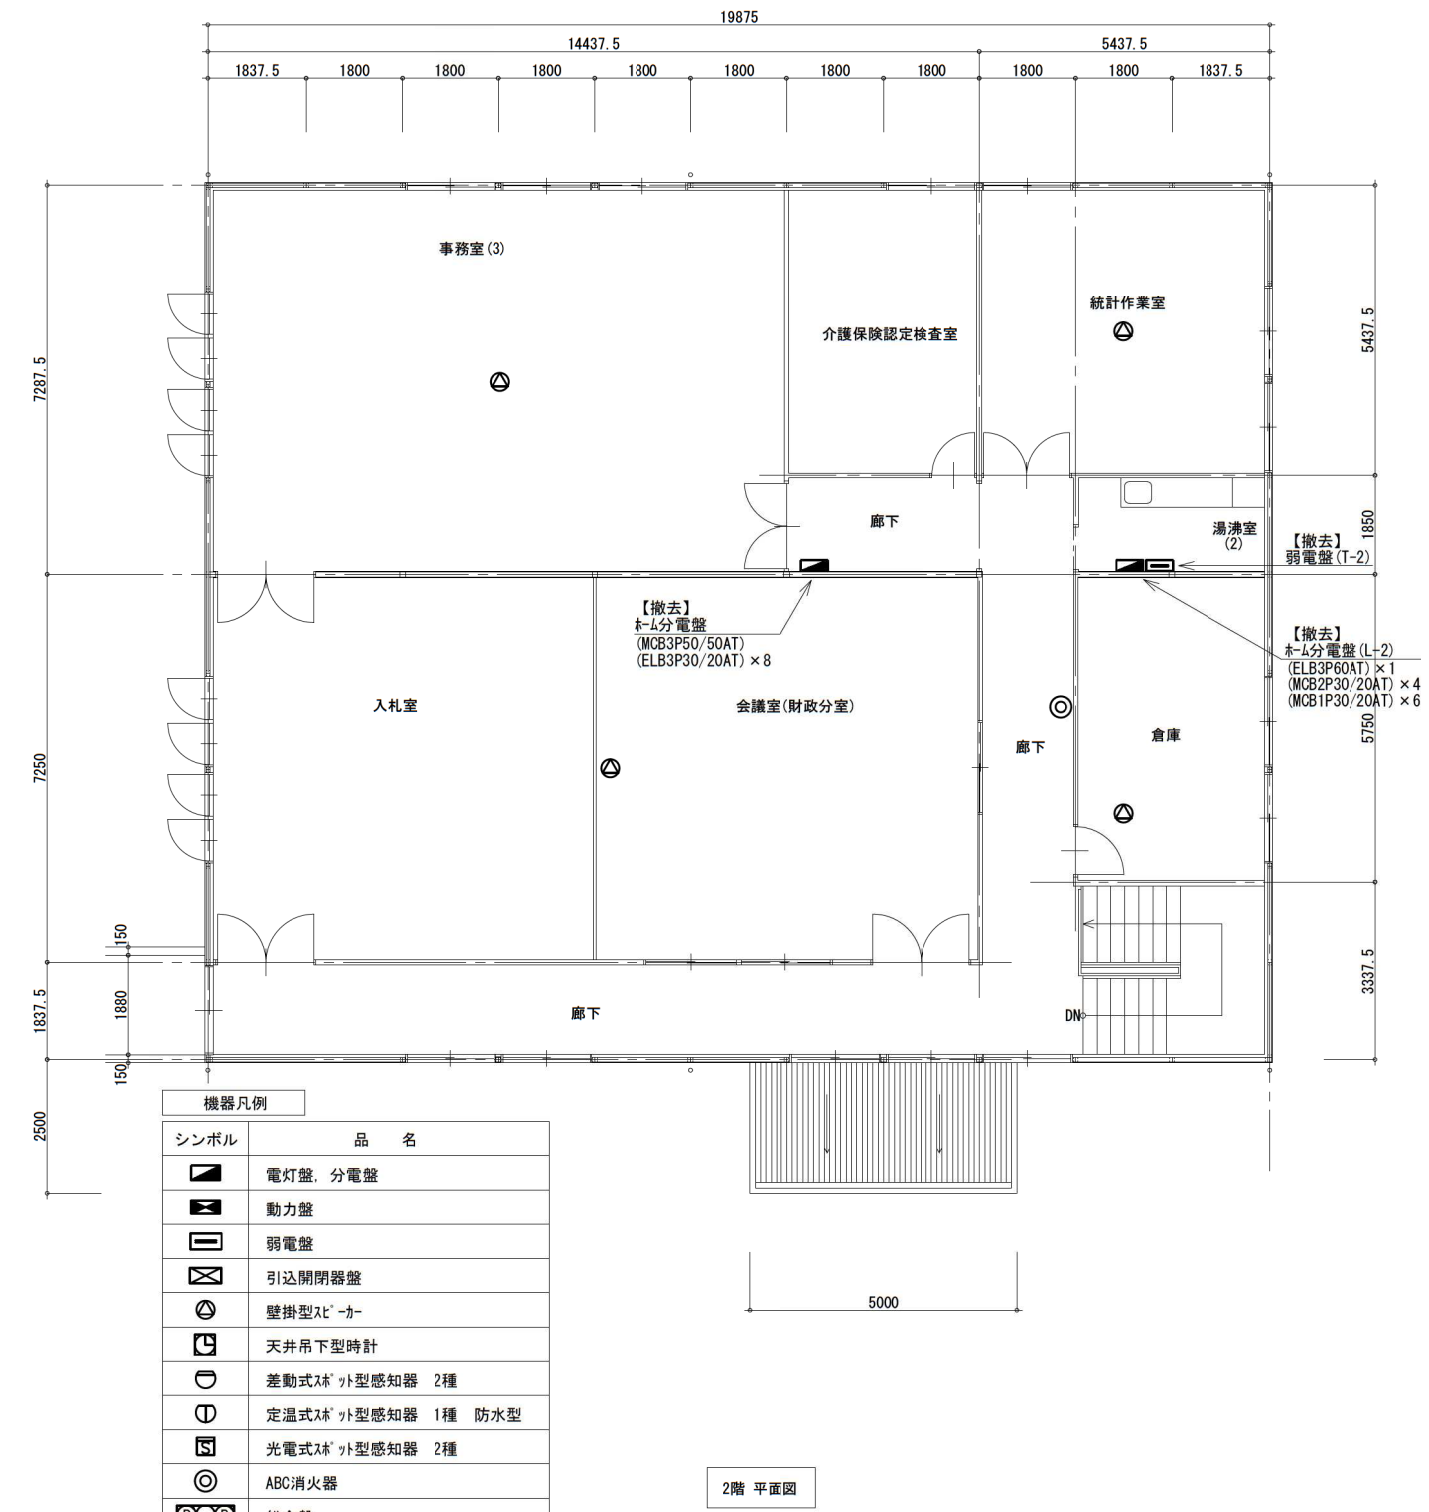 19875
14437.5
5437.5
1837.5
1800
1800
1800
1800
1800
1800
1800
1800
1800
1837.5
事務室(3)
統計作業室
介護保険認定検査室
7287.5
5437.5
廊下
湯沸室
(2)
1850
【撤去】
弱電盤(T-2)
【撤去】
ホーム分電盤
(MCB3P50/50AT)
(ELB3P30/20AT)×8
【撤去】
ホーム分電盤(L-2)
(ELB3P60AT)×1
(MCB2P30/20AT)×4
(MCB1P30/20AT)×6
入札室
会議室(財政分室)
廊下
倉庫
7250
5750
150
1880
1837.5
150
2500
3337.5
廊下
DN
機器凡例
シンボル 品 名
電灯盤, 分電盤
動力盤
弱電盤
引込開閉器盤
壁掛型スピーカー
天井吊下型時計
差動式スポット型感知器 2種
定温式スポット型感知器 1種 防水型
S 光電式スポット型感知器 2種
ABC消火器
5000
2階 平面図